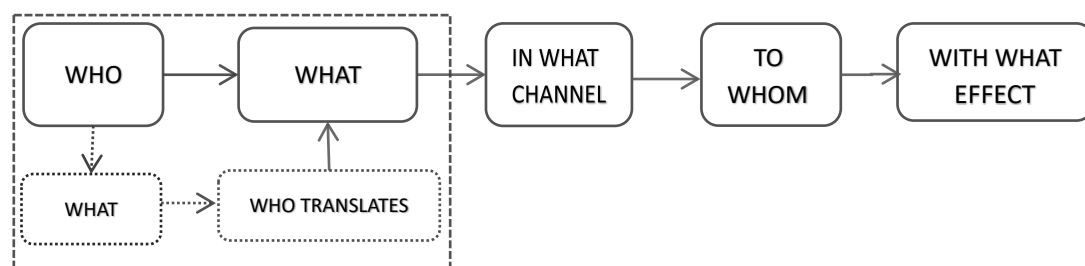 WHO
WHAT
IN WHAT
CHANNEL
TO
WHOM
WITH WHAT
EFFECT
WHAT
WHO TRANSLATES